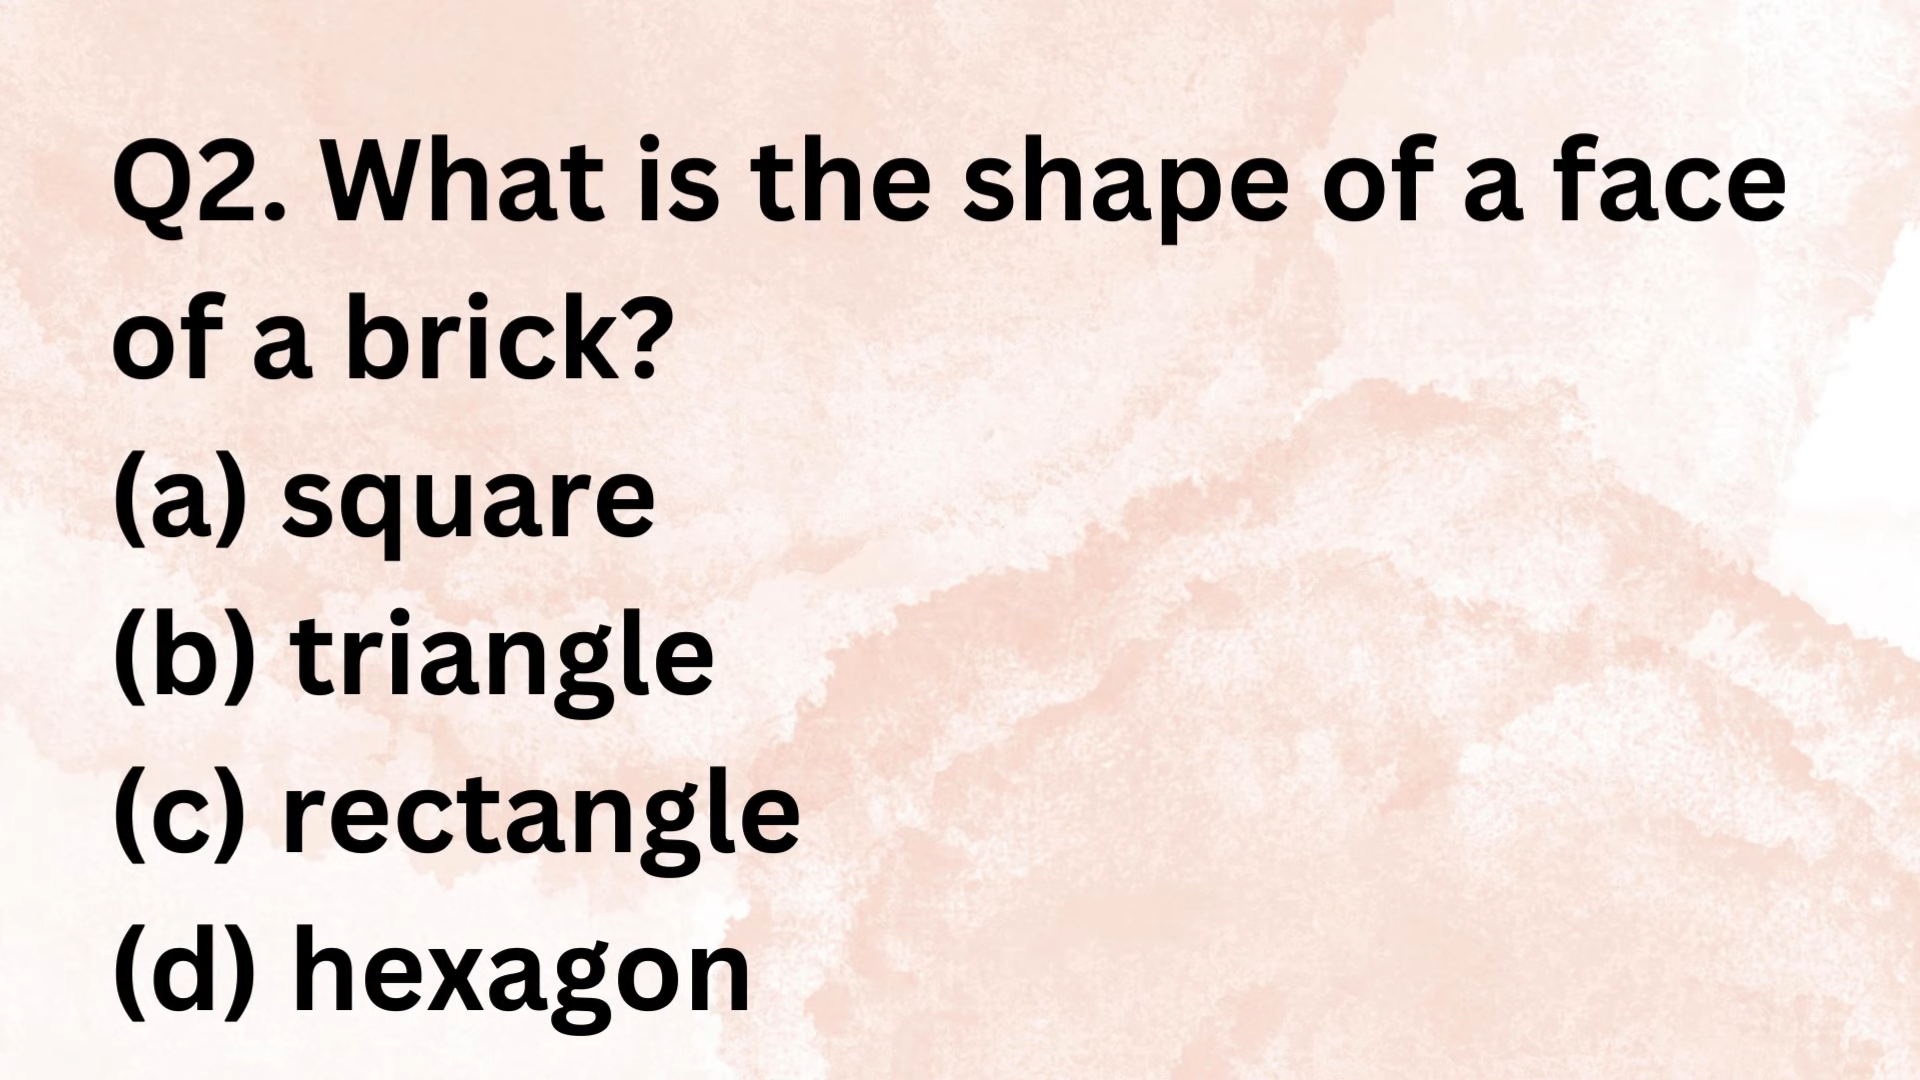 Q2. What is the shape of a face
of a brick?
(a) square
(b) triangle
(c) rectangle
(d) hexagon